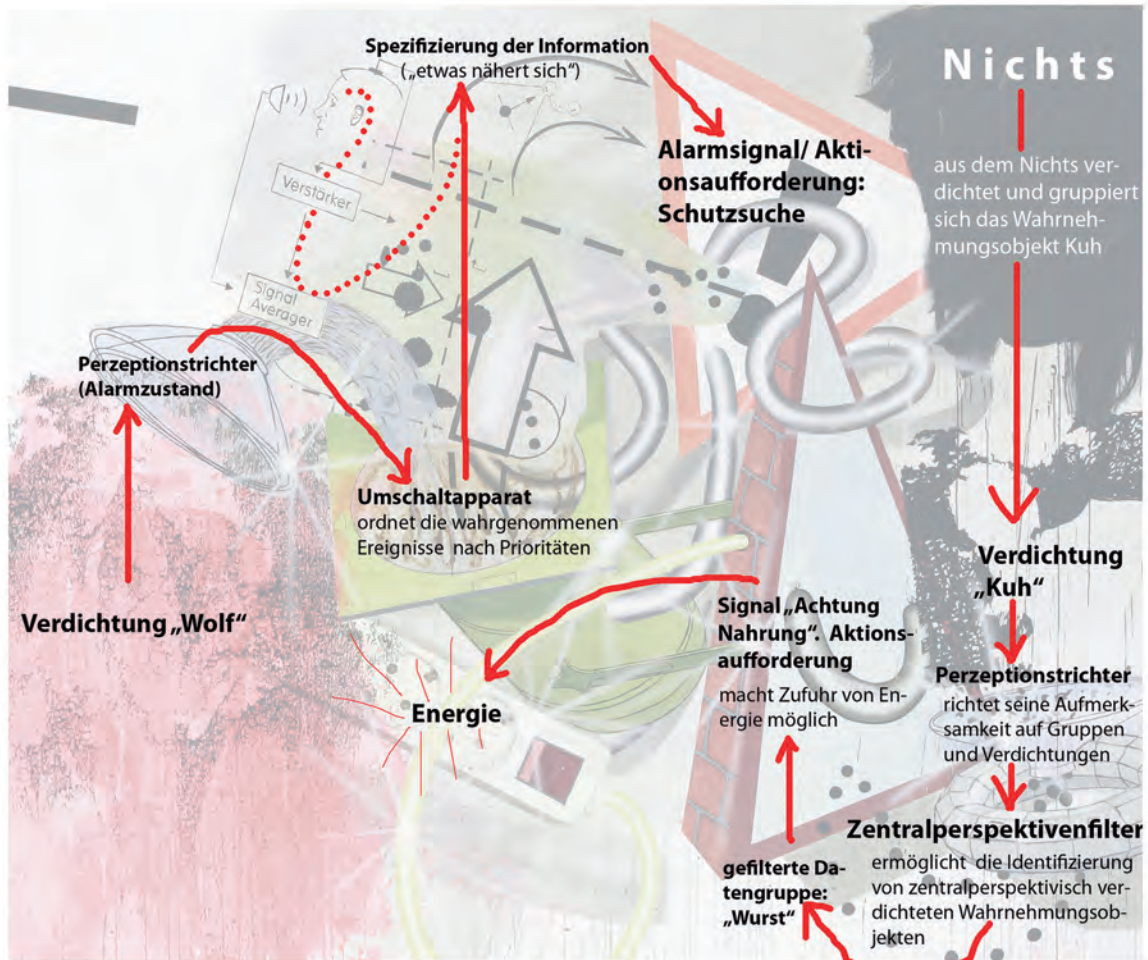 Spezifizierung der Information
(„etwas nähert sich“)
Nichts
Alarmsignal/ Akti-
onsaufforderung:
Schutzsuche
aus dem Nichts ver-
dichtet und gruppiert
sich das Wahrneh-
mungsobjekt Kuh
Verstärker
Signal
Averager
Perzeptionstrichter
(Alarmzustand)
Umschaltapparat
ordnet die wahrgenommenen
Ereignisse nach Prioritäten
Verdichtung „Wolf“
Verdichtung
„Kuh“
Signal „Achtung
Nahrung“. Aktions-
aufforderung
macht Zufuhr von En-
ergie möglich
Energie
Perzeptionstrichter
richtet seine Aufmerk-
samkeit auf Gruppen
und Verdichtungen
Zentralperspektivenfilter
ermöglicht die Identifizierung
von zentralperspektivisch ver-
dichteten Wahrnehmungsob-
jekten
gefilterte Da-
tengruppe:
„Wurst“